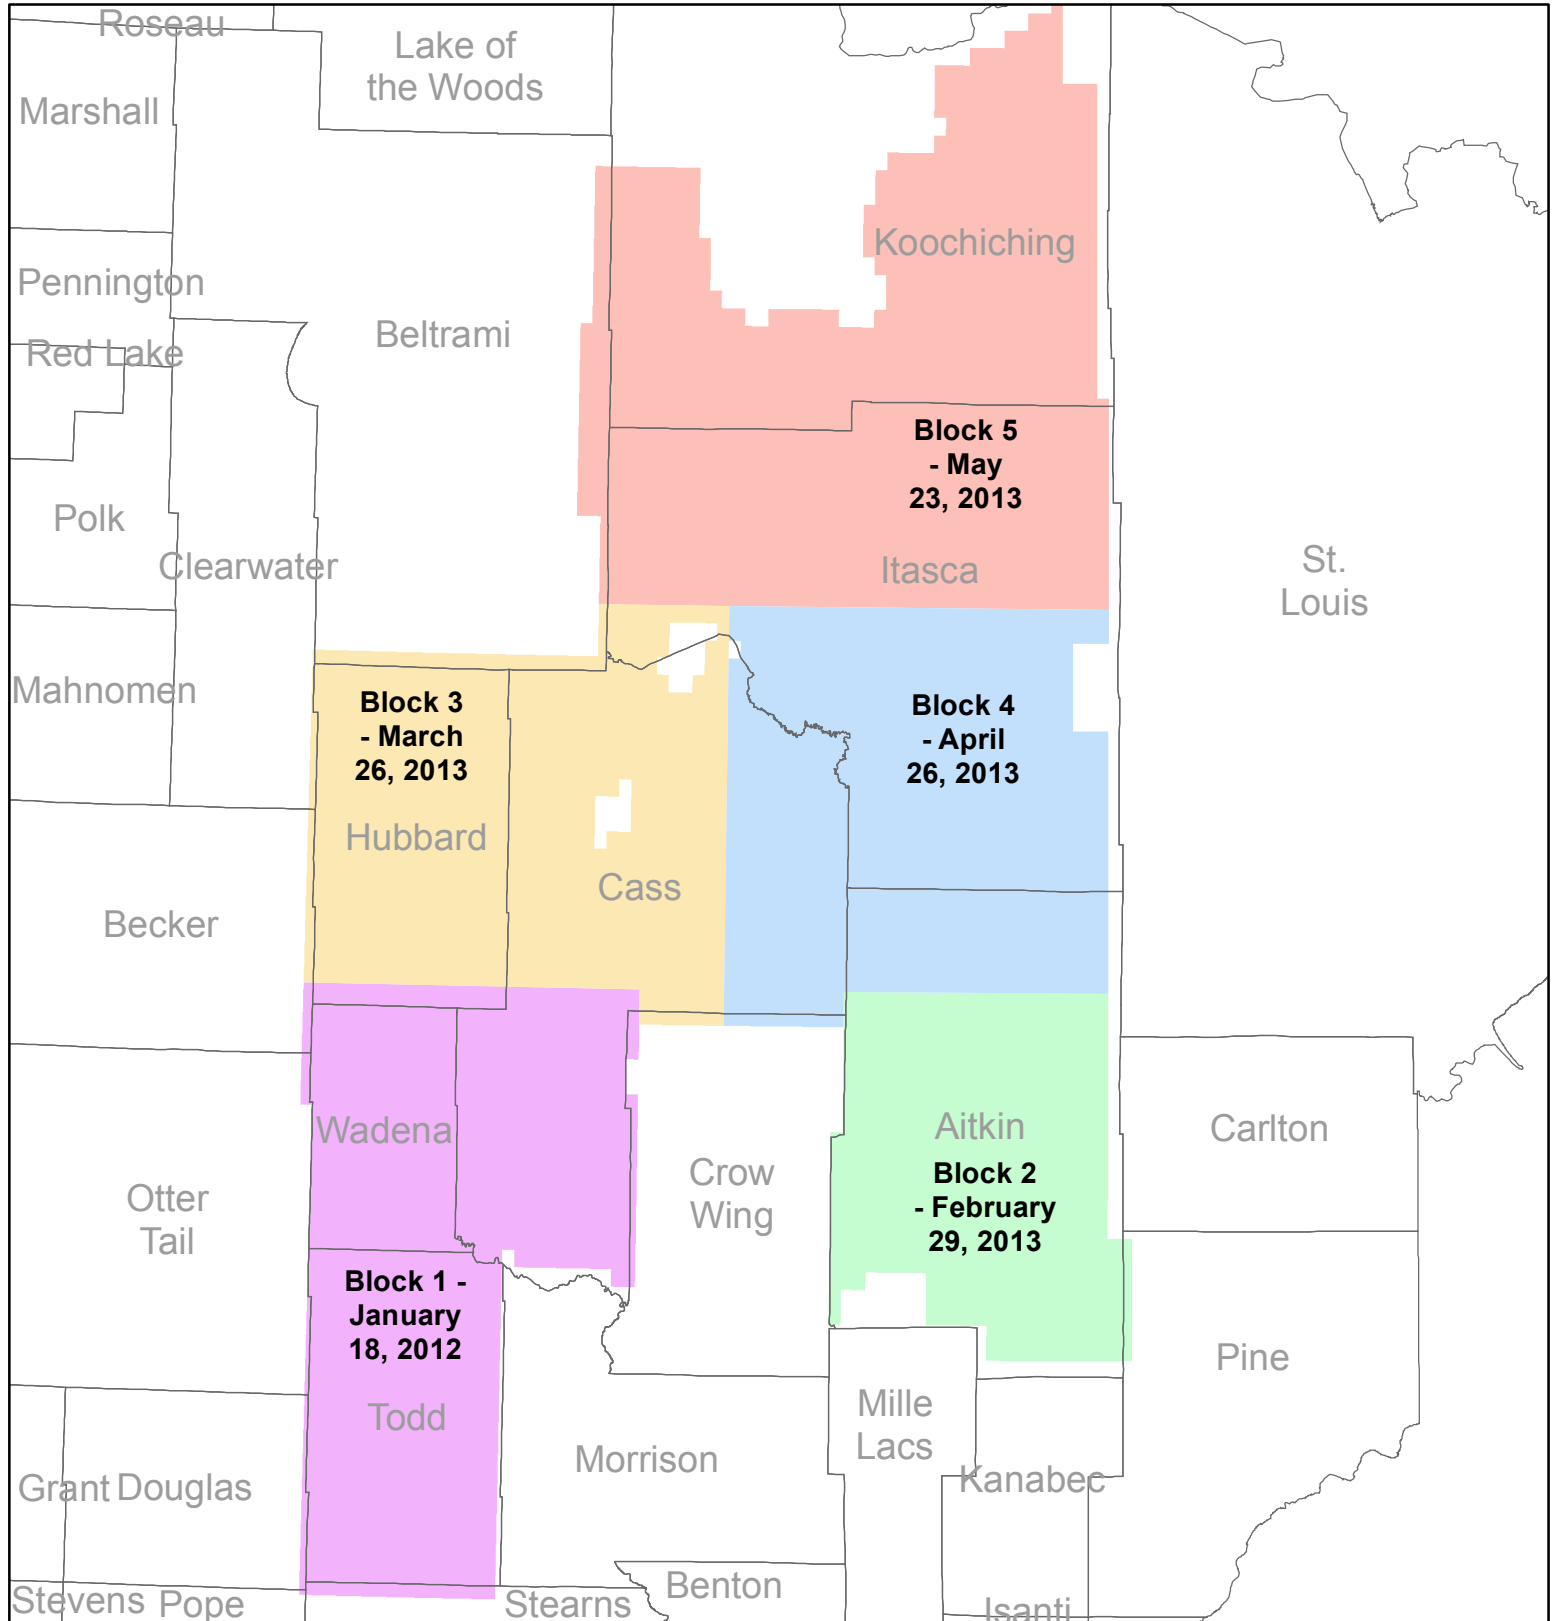 Roseau
Lake of
the Woods
Marshall
Koochiching
Pennington
Beltrami
Red Lake
Block 5
- May
23, 2013
Polk
Clearwater
Itasca
St.
Louis
Mahnomen
Block 3
- March
26, 2013
Block 4
- April
26, 2013
Hubbard
Cass
Becker
Wadena
Aitkin
Carlton
Block 2
- February
29, 2013
Crow
Wing
Otter
Tail
Block 1 -
January
18, 2012
Pine
Todd
Mille
Lacs
Morrison
Kanabec
Grant
Douglas
Benton
Stevens
Pope
Stearns
Isanti